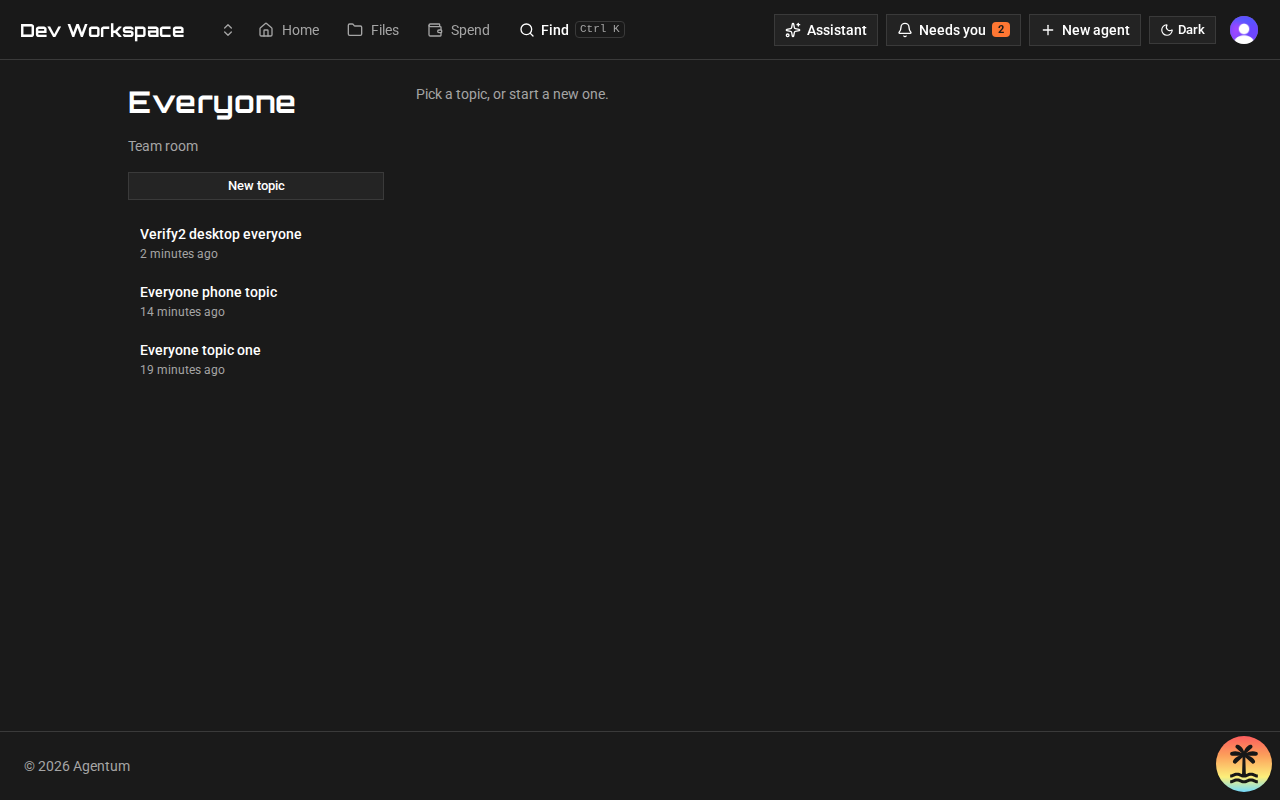 Dev Workspace
Home
Files
Spend
Find Ctrl K
Assistant
Needs you 2
New agent
Dark
Everyone
Team room
New topic
Verify2 desktop everyone
2 minutes ago
Everyone phone topic
14 minutes ago
Everyone topic one
19 minutes ago
Pick a topic, or start a new one.
© 2026 Agentum